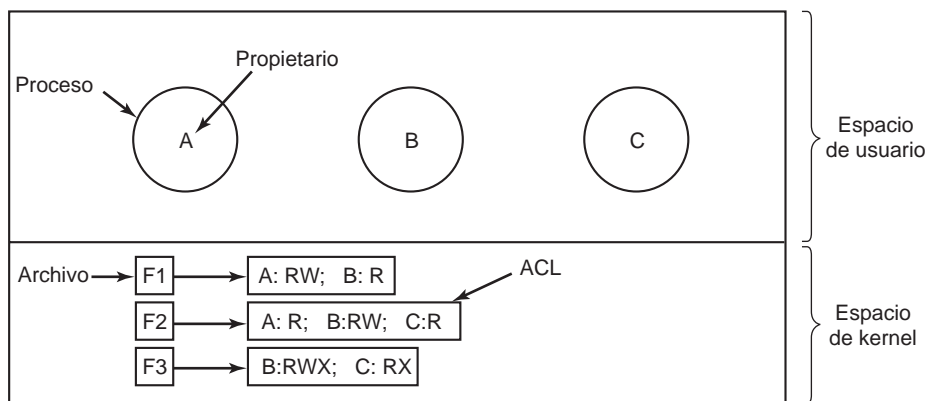 Propietario
Proceso
A
B
C
Espacio
de usuario
Archivo
F1
A: RW; B: R
ACL
F2
A: R; B:RW; C:R
F3
B:RWX; C: RX
Espacio
de kernel